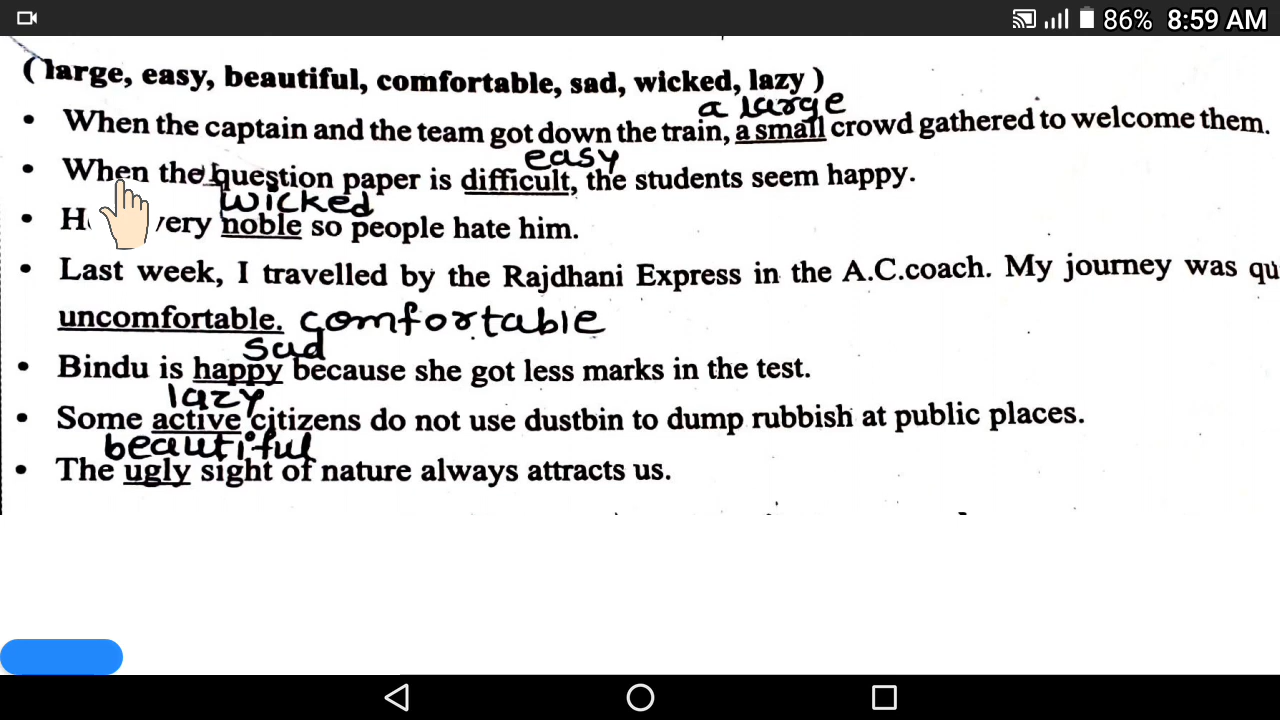 86% 8:59 AM
( large, easy, beautiful, comfortable, sad, wicked, lazy )
a large
• When the captain and the team got down the train, a small crowd gathered to welcome them.
easy
• When the question paper is difficult, the students seem happy.
wicked
• very noble so people hate him.
• Last week, I travelled by the Rajdhani Express in the A.C.coach. My journey was
uncomfortable. comfortable
sad
• Bindu is happy because she got less marks in the test.
lazy
• Some active citizens do not use dustbin to dump rubbish at public places.
beautiful
• The ugly sight of nature always attracts us.